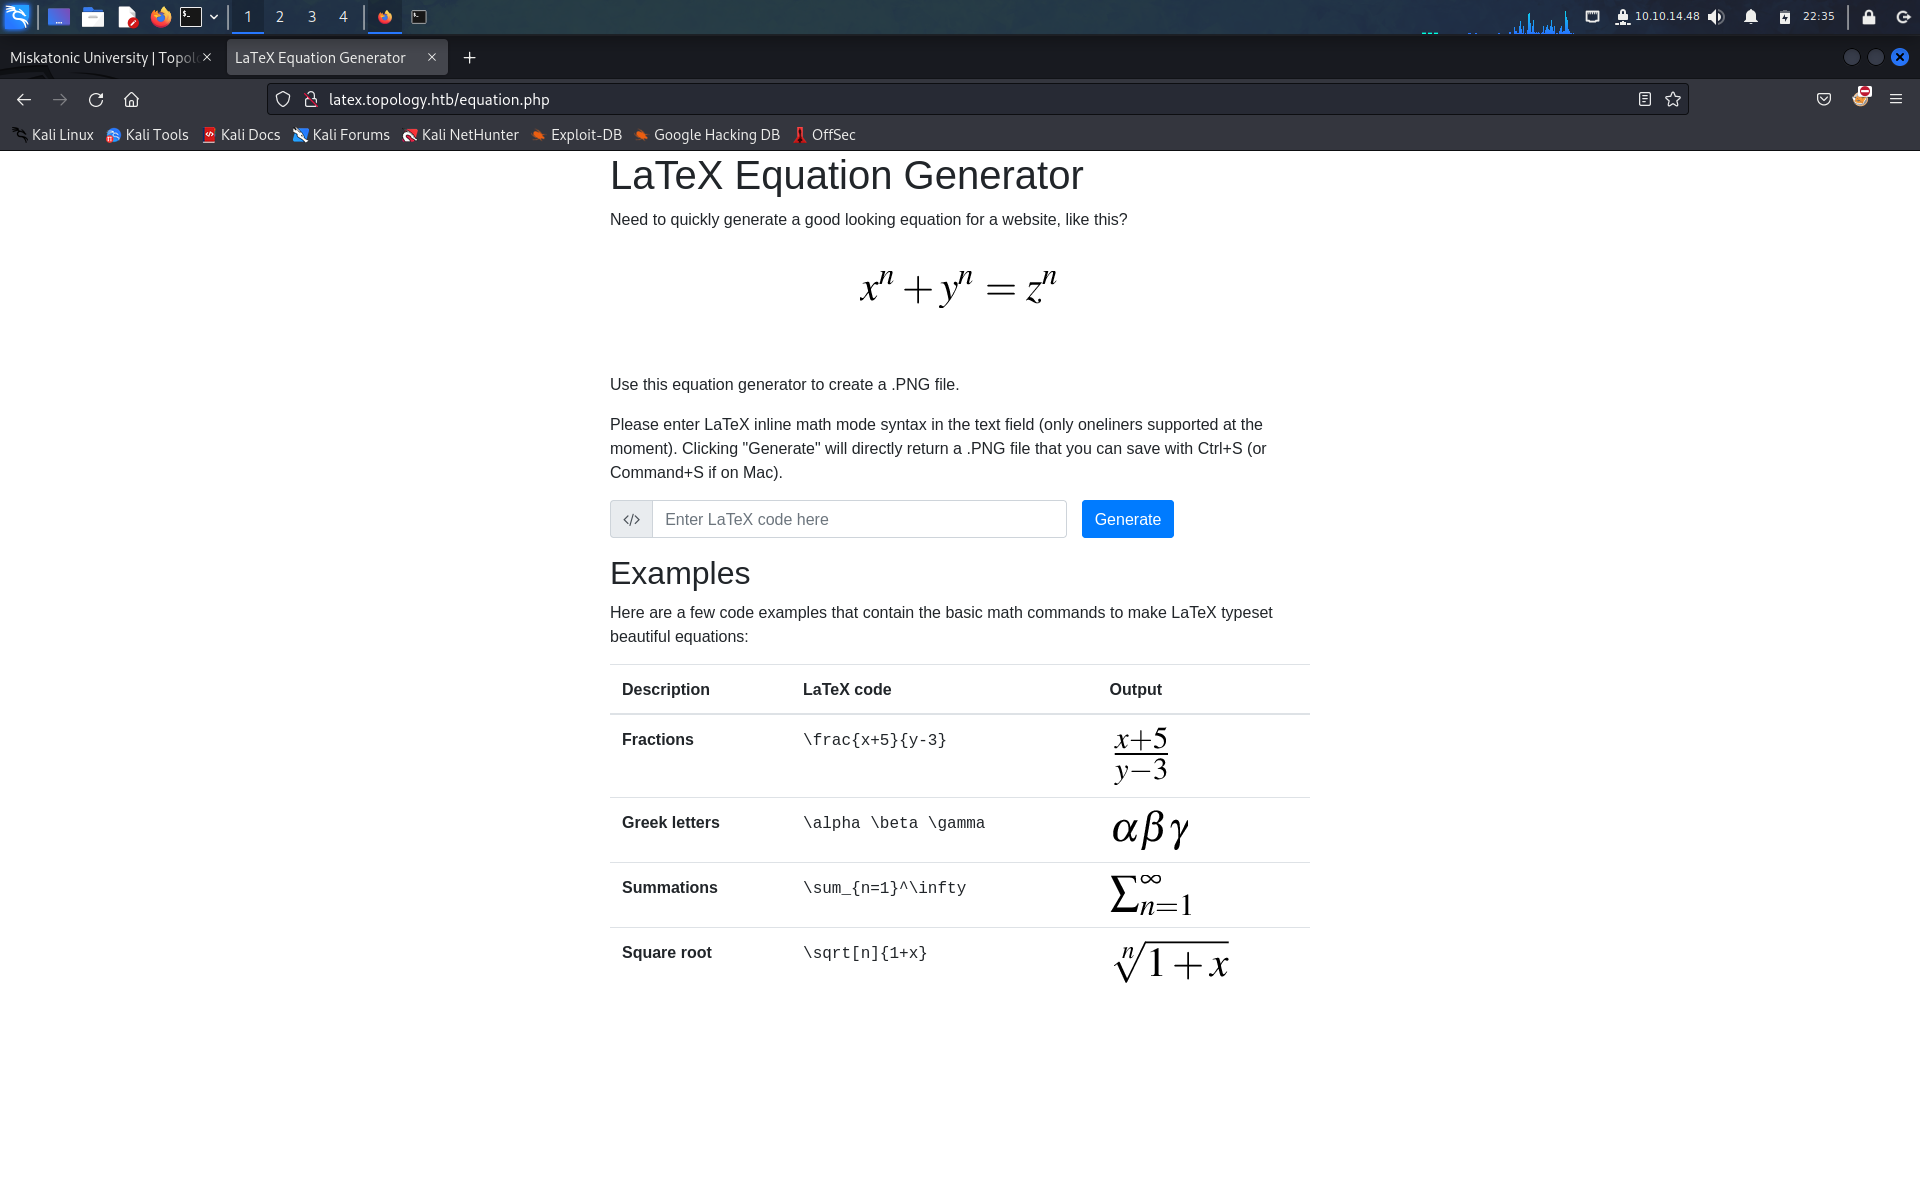 1 2 3 4 10.10.14.48 22:35
Miskatonic University | Topol LaTeX Equation Generator
latex.topology.htb/equation.php
Kali Linux Kali Tools Kali Docs Kali Forums Kali NetHunter Exploit-DB Google Hacking DB OffSec
LaTeX Equation Generator
Need to quickly generate a good looking equation for a website, like this?
xⁿ + yⁿ = zⁿ
Use this equation generator to create a .PNG file.
Please enter LaTeX inline math mode syntax in the text field (only oneliners supported at the
moment). Clicking "Generate" will directly return a .PNG file that you can save with Ctrl+S (or
Command+S if on Mac).
</> Enter LaTeX code here Generate
Examples
Here are a few code examples that contain the basic math commands to make LaTeX typeset
beautiful equations:
Description LaTeX code Output
Fractions \frac{x+5}{y-3} x+5
y−3
Greek letters \alpha \beta \gamma αβγ
Summations \sum_{n=1}^\infty ∑∞n=1
Square root \sqrt[n]{1+x} ⁿ√1+x